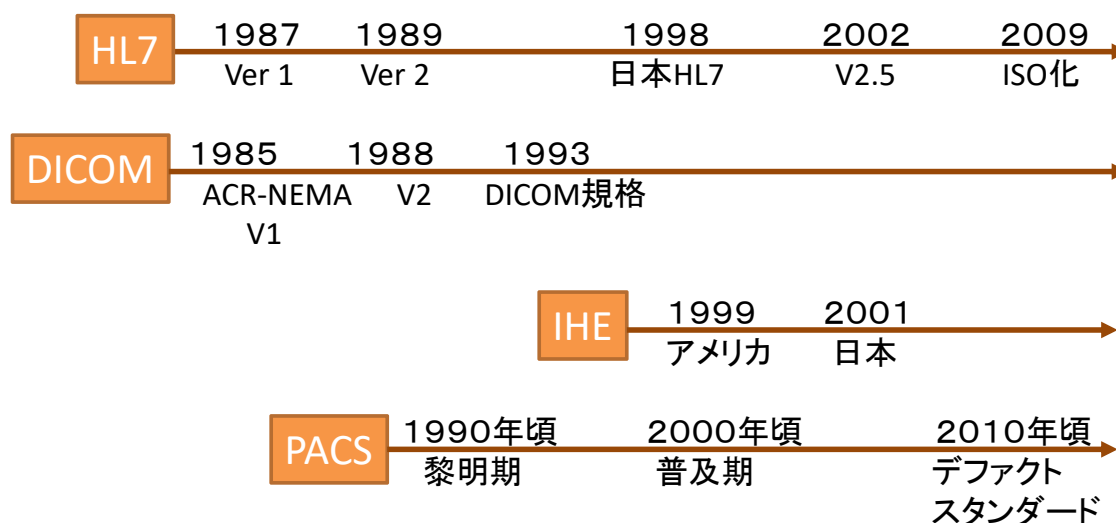 HL7
1987 1989 1998 2002 2009
Ver 1 Ver 2 日本HL7 V2.5 ISO化
DICOM
1985 1988 1993
ACR-NEMA V2 DICOM規格
V1
IHE
1999 2001
アメリカ 日本
PACS
1990年頃 2000年頃 2010年頃
黎明期 普及期 デファクト
スタンダード